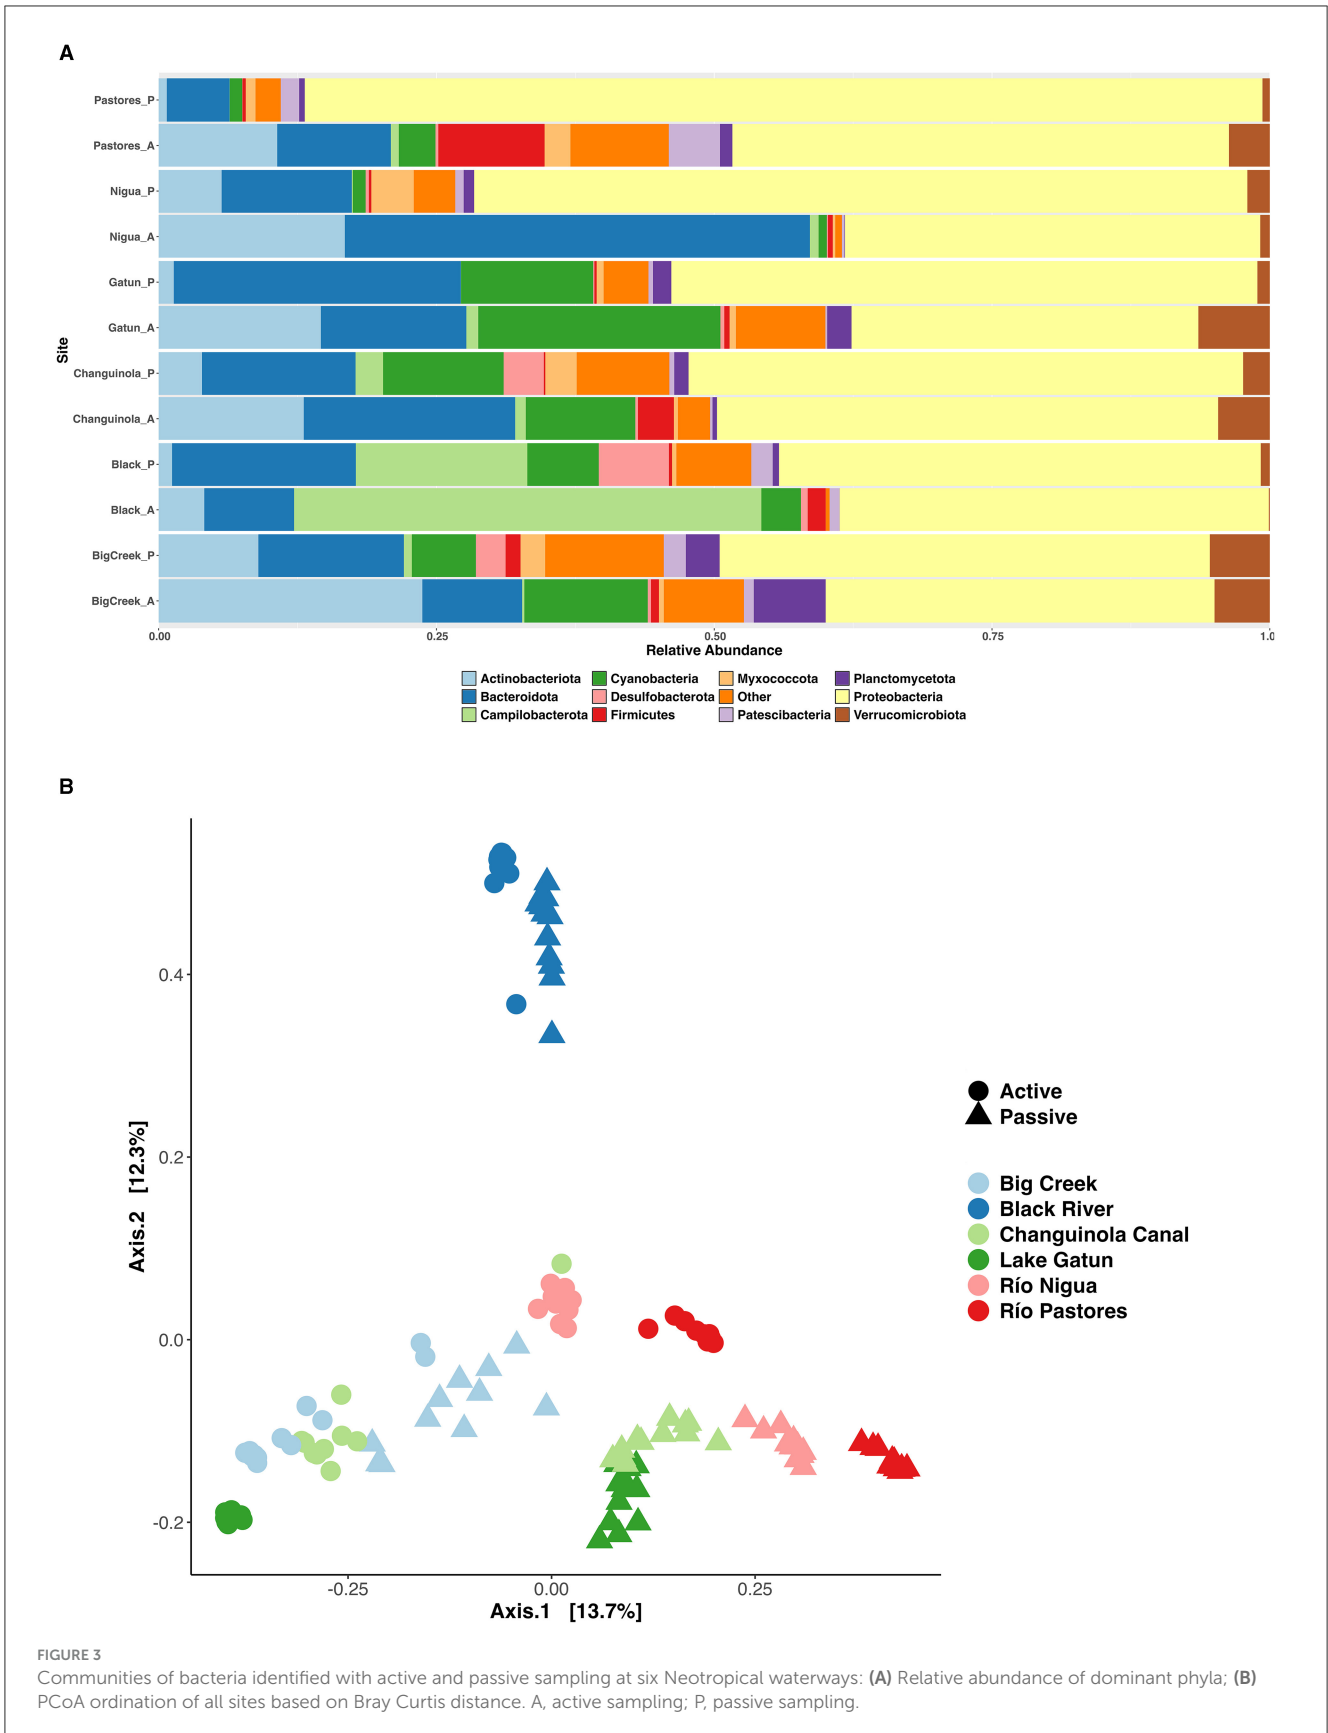 A
Pastores_P
Pastores_A
Nigua_P
Nigua_A
Gatun_P
Gatun_A
Changuinola_P
Changuinola_A
Black_P
Black_A
BigCreek_P
BigCreek_A
Site
0.00 0.25 0.50 0.75 1.0
Relative Abundance
Actinobacteriota Cyanobacteria Myxococcota Planctomycetota
Bacteroidota Desulfobacterota Other Proteobacteria
Campilobacterota Firmicutes Patescibacteria Verrucomicrobiota
B
0.4
0.2
0.0
-0.2
Axis.2 [12.3%]
-0.25 0.00 0.25
Axis.1 [13.7%]
Active
Passive
Big Creek
Black River
Changuinola Canal
Lake Gatun
Río Nigua
Río Pastores
FIGURE 3
Communities of bacteria identified with active and passive sampling at six Neotropical waterways: (A) Relative abundance of dominant phyla; (B)
PCoA ordination of all sites based on Bray Curtis distance. A, active sampling; P, passive sampling.